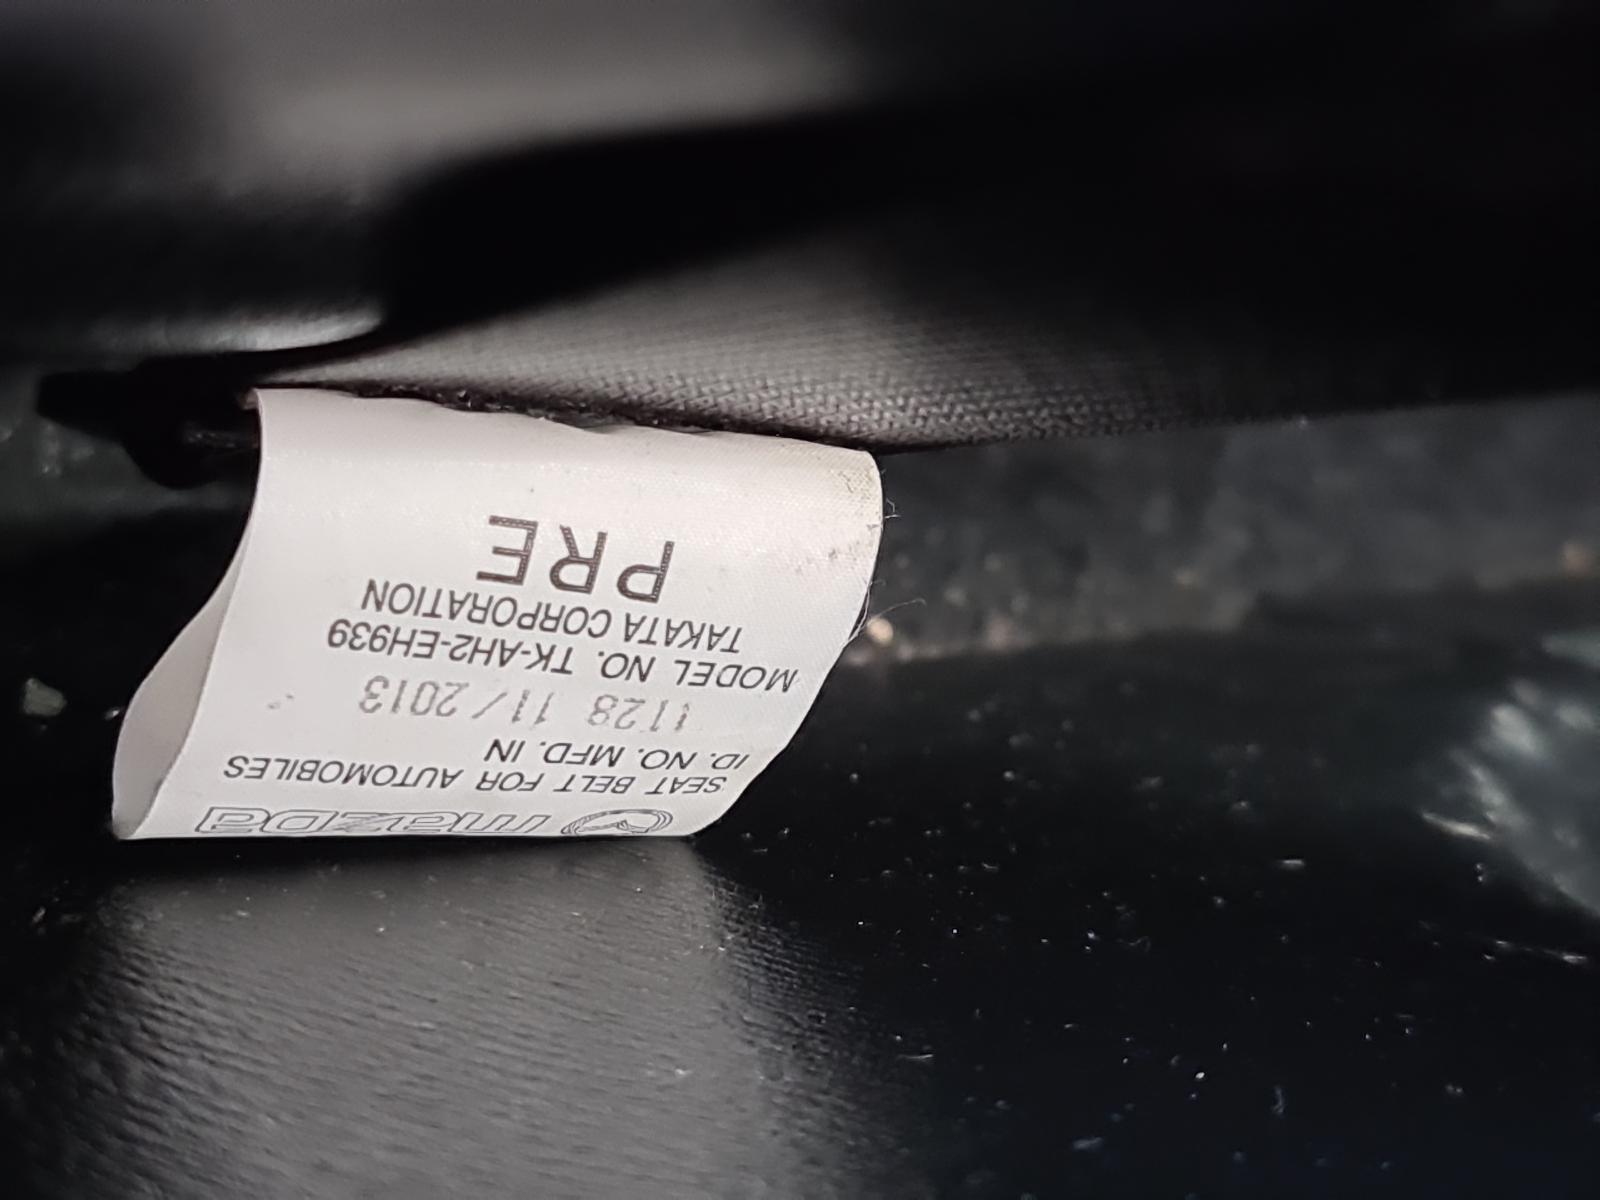 mazda
SEAT BELT FOR AUTOMOBILES
ID. NO. MFD. IN
1128 11/2013
MODEL NO. TK-AH2-EH939
TAKATA CORPORATION
PRE